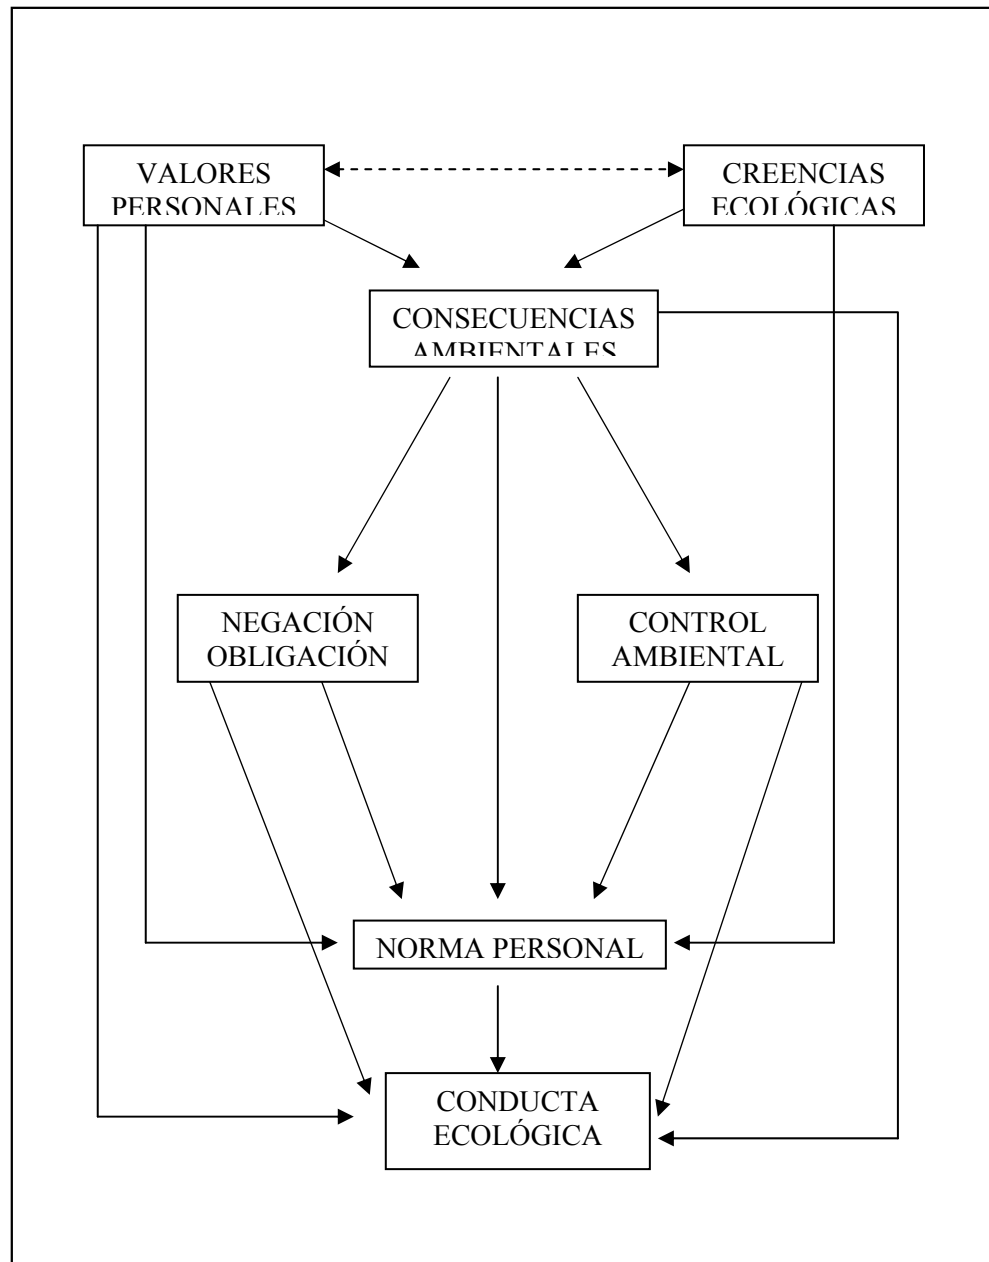 VALORES
PERSONALES
CREENCIAS
ECOLÓGICAS
CONSECUENCIAS
AMBIENTALES
NEGACIÓN
OBLIGACIÓN
CONTROL
AMBIENTAL
NORMA PERSONAL
CONDUCTA
ECOLÓGICA